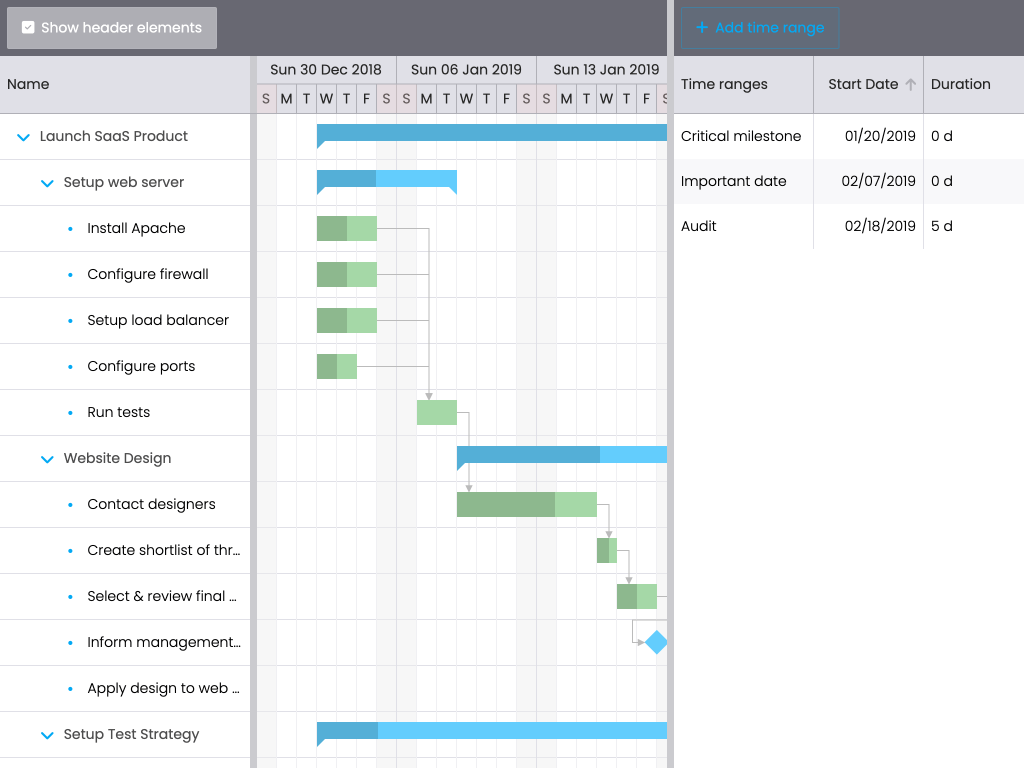 Show header elements
Add time range
Name
Sun 30 Dec 2018 Sun 06 Jan 2019 Sun 13 Jan 2019
S M T W T F S S M T W T F S S M T W T F S
Time ranges Start Date Duration
Launch SaaS Product
Setup web server
Install Apache
Configure firewall
Setup load balancer
Configure ports
Run tests
Website Design
Contact designers
Create shortlist of thr…
Select & review final …
Inform management…
Apply design to web …
Setup Test Strategy
Critical milestone 01/20/2019 0 d
Important date 02/07/2019 0 d
Audit 02/18/2019 5 d